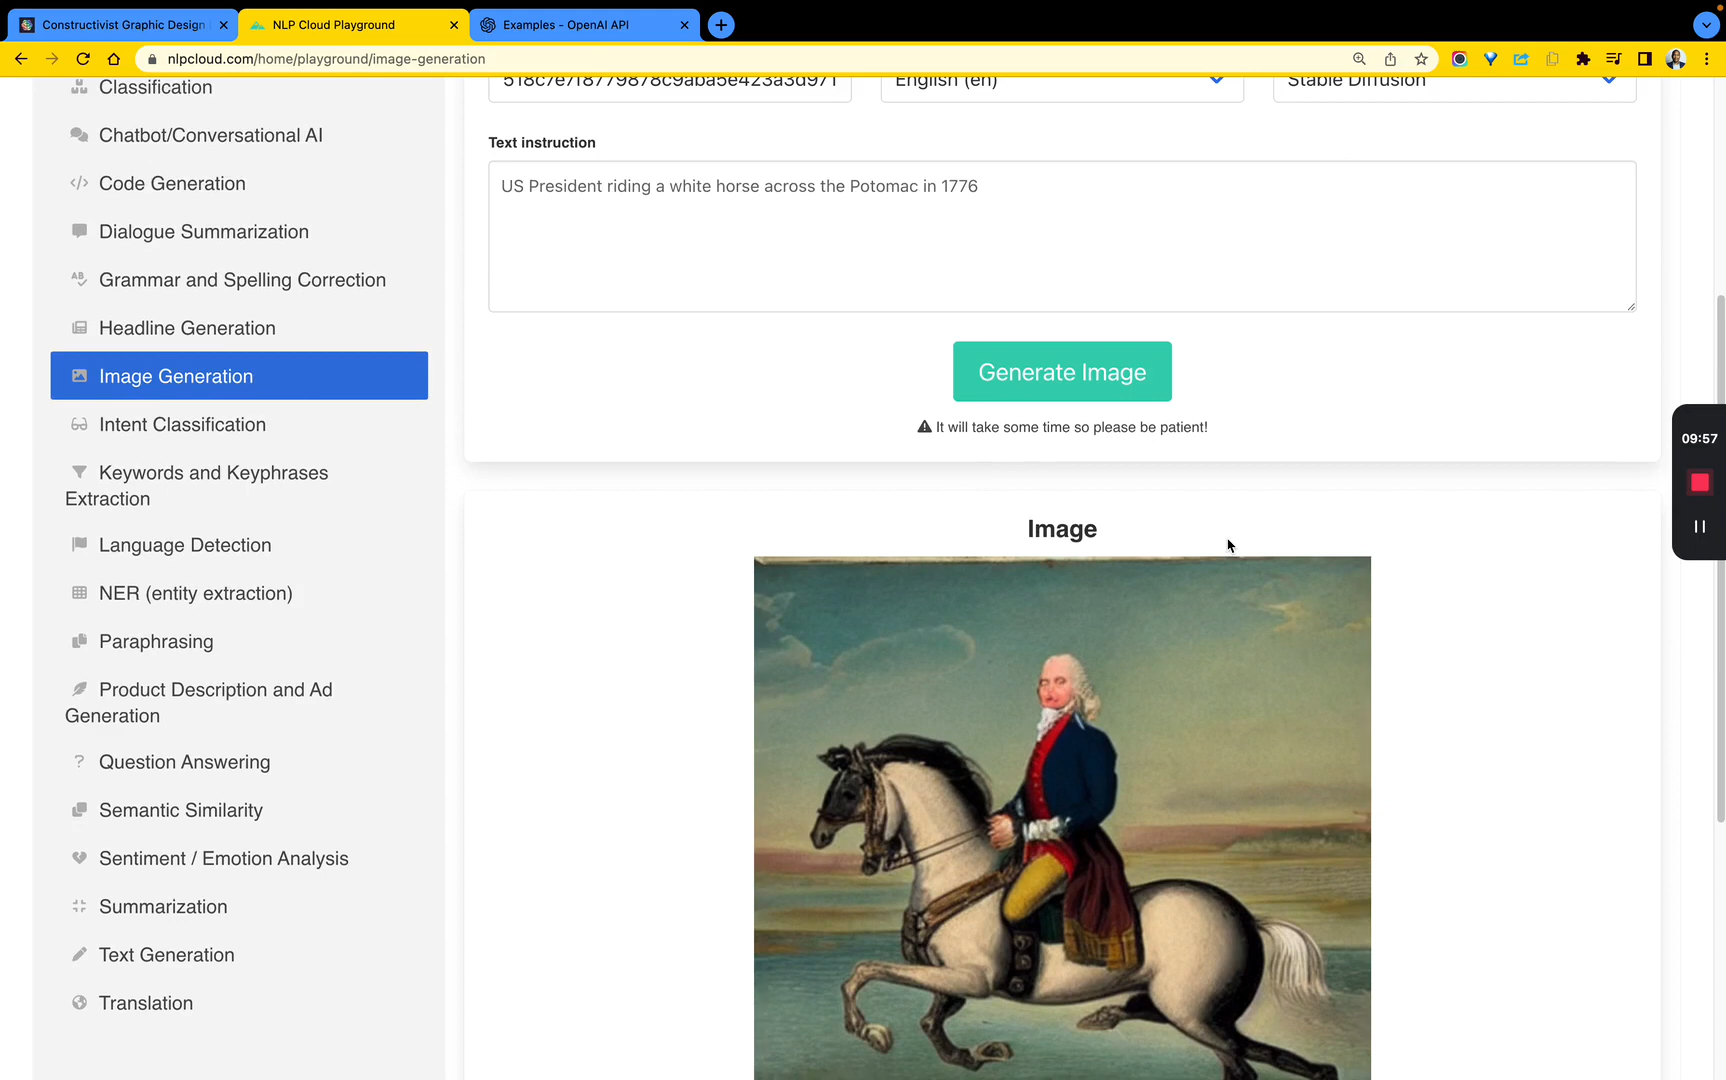 Constructivist Graphic Design
NLP Cloud Playground
Examples - OpenAI API
nlpcloud.com/home/playground/image-generation
Classification
Chatbot/Conversational AI
Code Generation
Dialogue Summarization
Grammar and Spelling Correction
Headline Generation
Image Generation
Intent Classification
Keywords and Keyphrases
Extraction
Language Detection
NER (entity extraction)
Paraphrasing
Product Description and Ad
Generation
Question Answering
Semantic Similarity
Sentiment / Emotion Analysis
Summarization
Text Generation
Translation
518c7e7f8779878c9aba5e423a3d971
English (en)
Stable Diffusion
Text instruction
US President riding a white horse across the Potomac in 1776
Generate Image
It will take some time so please be patient!
Image
09:57